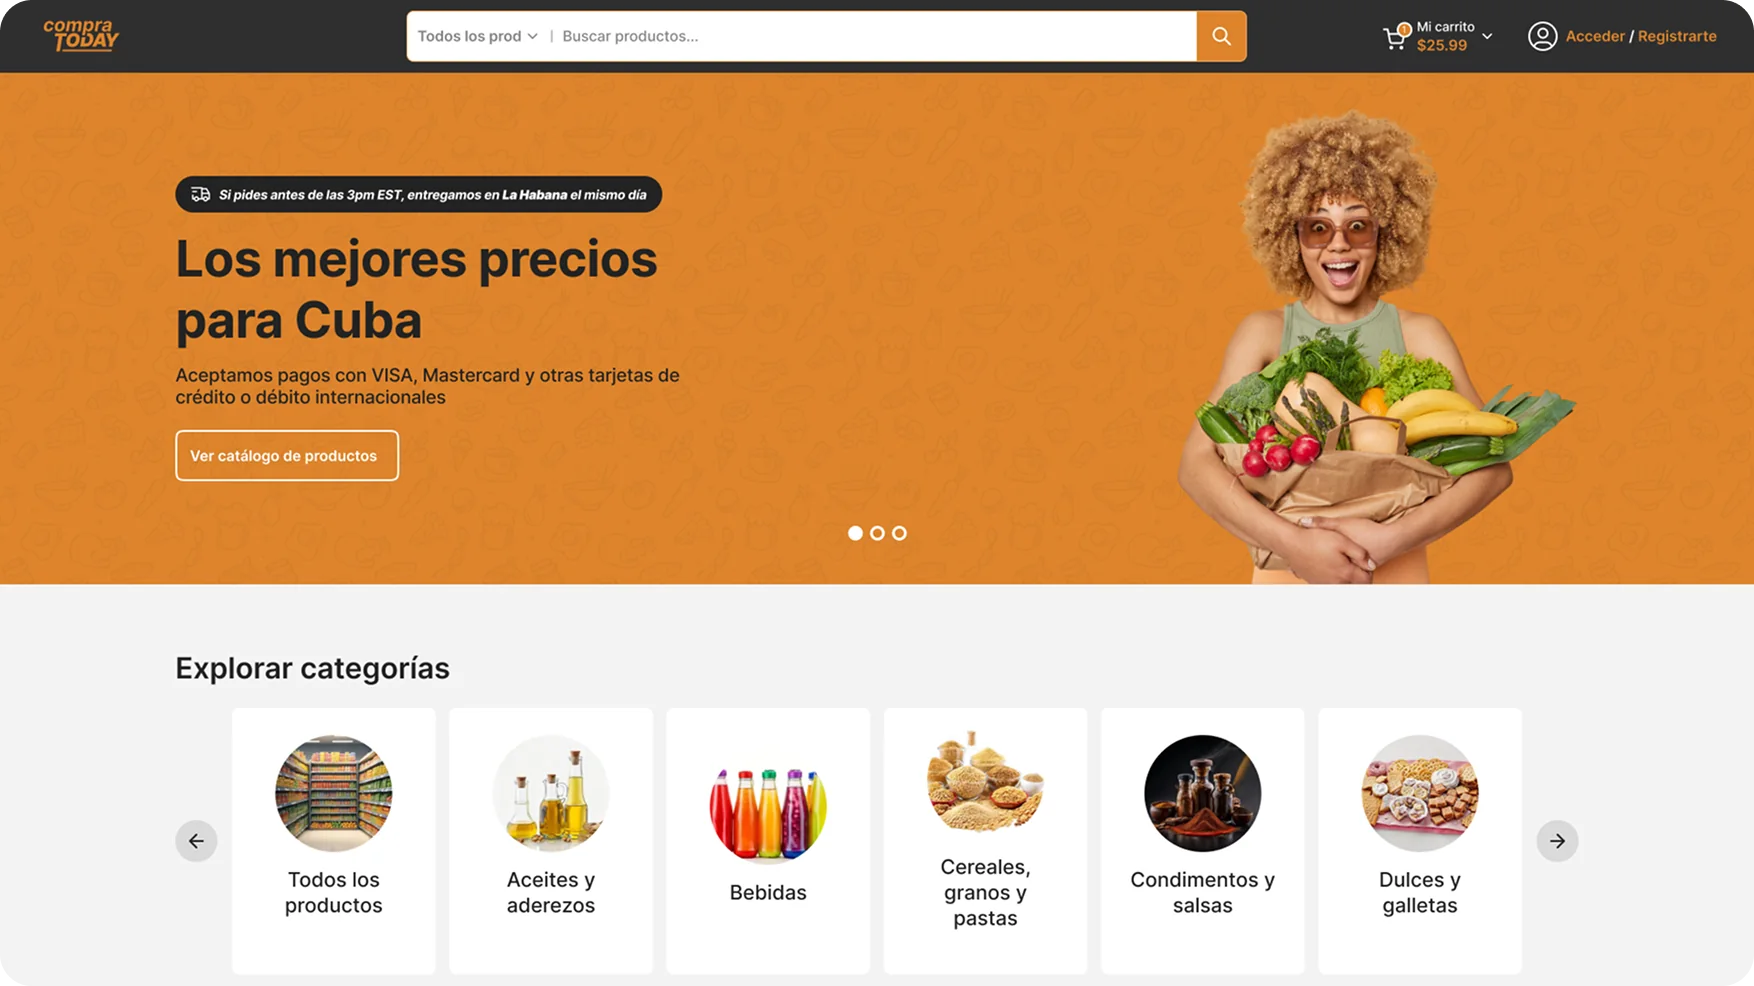 compra
TODAY
Todos los prod | Buscar productos...
1
Mi carrito
$25.99
Acceder / Registrarte
Si pides antes de las 3pm EST, entregamos en La Habana el mismo día
Los mejores precios
para Cuba
Aceptamos pagos con VISA, Mastercard y otras tarjetas de
crédito o débito internacionales
Ver catálogo de productos
Explorar categorías
Todos los
productos
Aceites y
aderezos
Bebidas
Cereales,
granos y
pastas
Condimentos y
salsas
Dulces y
galletas